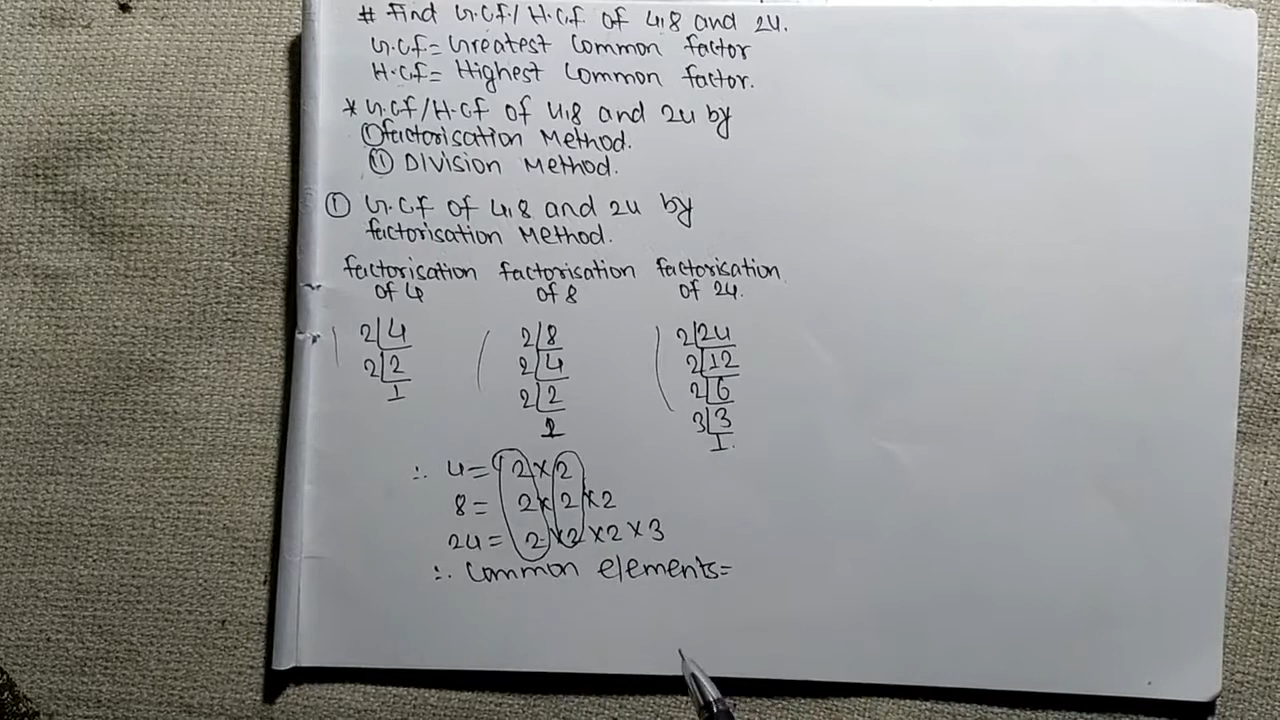 # Find G.C.F./H.C.F. of 4,8 and 24.
G.C.F= Greatest Common factor
H.C.F= Highest Common factor.
* G.C.F/H.C.F of 4,8 and 24 by
(i) factorisation Method.
(ii) Division Method.
(i) G.C.F of 4,8 and 24 by
factorisation Method.
factorisation factorisation factorisation
of 4 of 8 of 24.
2|4 2|8 2|24
2|2 2|4 2|12
1 2|2 2|6
1 3|3
1.
∴ 4= 2×2
8= 2×2×2
24= 2×2×2×3
∴ Common elements=